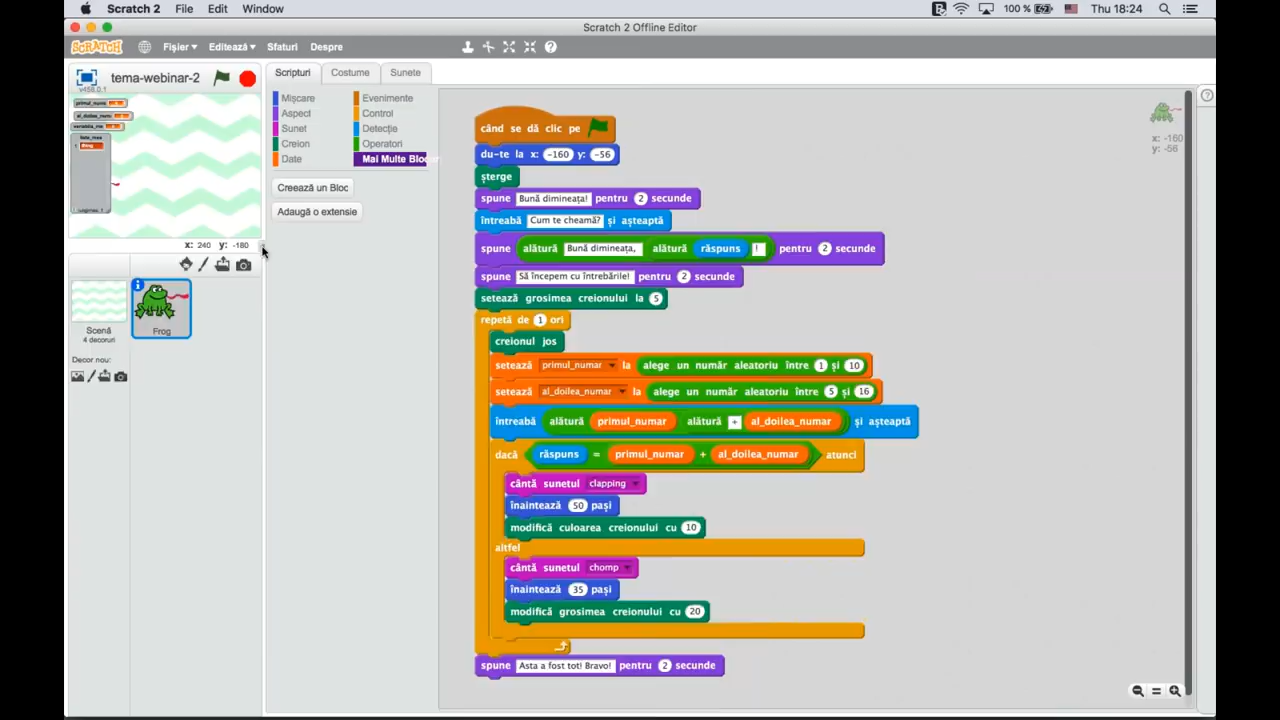 Scratch 2 File Edit Window 100 % Thu 18:24
Scratch 2 Offline Editor
SCRATCH Fișier Editează Sfaturi Despre
tema-webinar-2
v458.0.1
Scripturi Costume Sunete
Mișcare Evenimente
Aspect Control
Sunet Detecție
Creion Operatori
Date Mai Multe Bloc
Creează un Bloc
Adaugă o extensie
x: 240 y: -180
Frog
Scenă
4 decoruri
Decor nou:
x: -160
y: -56
când se dă clic pe
du-te la x: -160 y: -56
șterge
spune Bună dimineața! pentru 2 secunde
întreabă Cum te cheamă? și așteaptă
spune alătură Bună dimineața, alătură răspuns ! pentru 2 secunde
spune Să începem cu întrebările! pentru 2 secunde
setează grosimea creionului la 5
repetă de 1 ori
creionul jos
setează primul_numar la alege un număr aleatoriu între 1 și 10
setează al_doilea_numar la alege un număr aleatoriu între 5 și 16
întreabă alătură primul_numar alătură + al_doilea_numar și așteaptă
dacă răspuns = primul_numar + al_doilea_numar atunci
cântă sunetul clapping
înaintează 50 pași
modifică culoarea creionului cu 10
altfel
cântă sunetul chomp
înaintează 35 pași
modifică grosimea creionului cu 20
spune Asta a fost tot! Bravo! pentru 2 secunde